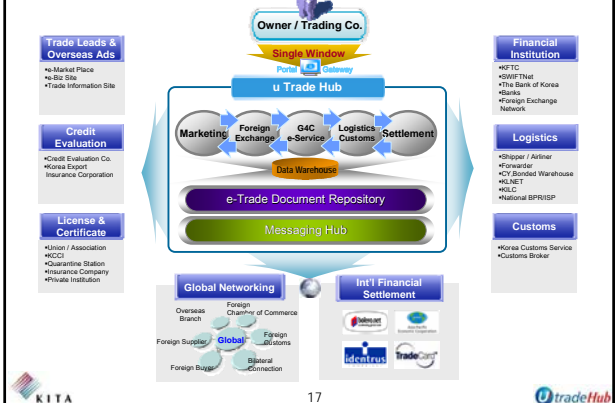 Owner / Trading Co.
Single Window
Portal Gateway
u Trade Hub
Trade Leads &
Overseas Ads
•e-Market Place
•e-Biz Site
•Trade Information Site
Credit
Evaluation
•Credit Evaluation Co.
•Korea Export
Insurance Corporation
License &
Certificate
•Union / Association
•KCCI
•Quarantine Station
•Insurance Company
•Private Institution
Marketing
Foreign
Exchange
G4C
e-Service
Logistics
Customs
Settlement
Data Warehouse
e-Trade Document Repository
Messaging Hub
Financial
Institution
•KFTC
•SWIFTNet
•The Bank of Korea
•Banks
•Foreign Exchange
Network
Logistics
•Shipper / Airliner
•Forwarder
•CY,Bonded Warehouse
•KLNET
•KILC
•National BPR/ISP
Customs
•Korea Customs Service
•Customs Broker
Global Networking
Overseas
Branch
Foreign
Chamber of Commerce
Foreign Supplier
Global
Foreign
Customs
Foreign Buyer
Bilateral
Connection
Int'l Financial
Settlement
identrus
TradeCard
KITA
17
UtradeHub